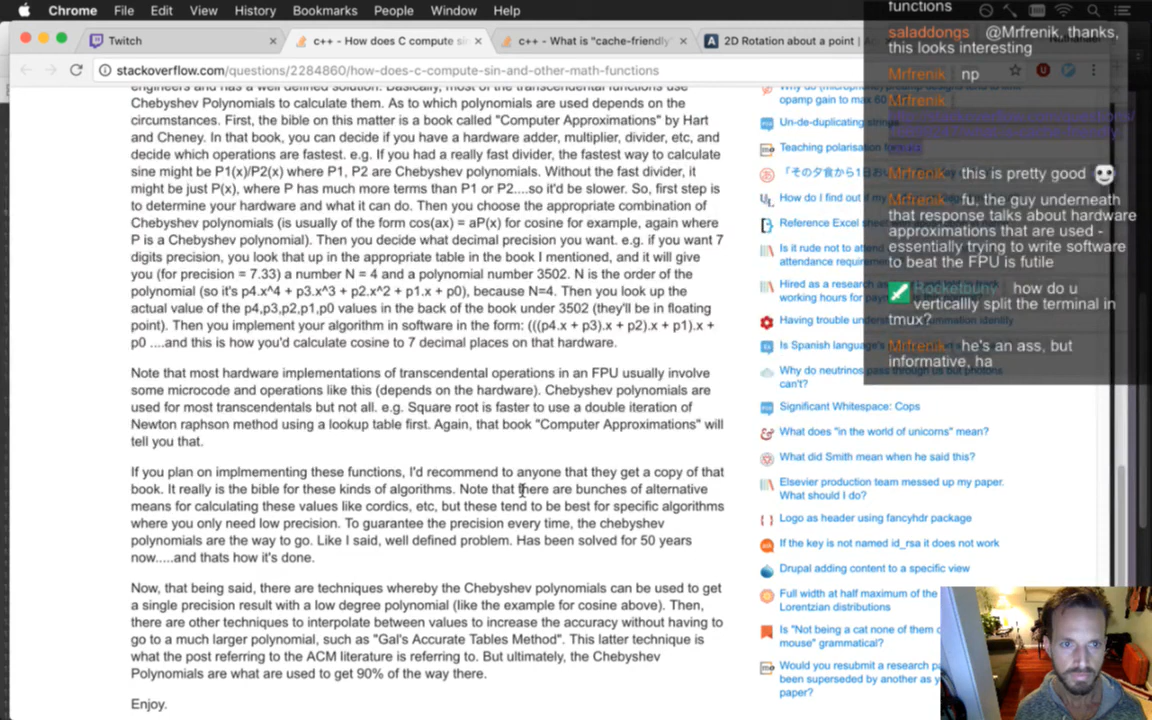 Chrome File Edit View History Bookmarks People Window Help
Twitch
c++ - How does C compute sin
c++ - What is "cache-friendly"
2D Rotation about a point |
stackoverflow.com/questions/2284860/how-does-c-compute-sin-and-other-math-functions
engineers and has a well defined solution. Basically, most of the transcendental functions use
Chebyshev Polynomials to calculate them. As to which polynomials are used depends on the
circumstances. First, the bible on this matter is a book called "Computer Approximations" by Hart
and Cheney. In that book, you can decide if you have a hardware adder, multiplier, divider, etc, and
decide which operations are fastest. e.g. If you had a really fast divider, the fastest way to calculate
sine might be P1(x)/P2(x) where P1, P2 are Chebyshev polynomials. Without the fast divider, it
might be just P(x), where P has much more terms than P1 or P2....so it'd be slower. So, first step is
to determine your hardware and what it can do. Then you choose the appropriate combination of
Chebyshev polynomials (is usually of the form cos(ax) = aP(x) for cosine for example, again where
P is a Chebyshev polynomial). Then you decide what decimal precision you want. e.g. if you want 7
digits precision, you look that up in the appropriate table in the book I mentioned, and it will give
you (for precision = 7.33) a number N = 4 and a polynomial number 3502. N is the order of the
polynomial (so it's p4.x^4 + p3.x^3 + p2.x^2 + p1.x + p0), because N=4. Then you look up the
actual value of the p4,p3,p2,p1,p0 values in the back of the book under 3502 (they'll be in floating
point). Then you implement your algorithm in software in the form: (((p4.x + p3).x + p2).x + p1).x +
p0 ....and this is how you'd calculate cosine to 7 decimal places on that hardware.
Note that most hardware implementations of transcendental operations in an FPU usually involve
some microcode and operations like this (depends on the hardware). Chebyshev polynomials are
used for most transcendentals but not all. e.g. Square root is faster to use a double iteration of
Newton raphson method using a lookup table first. Again, that book "Computer Approximations" will
tell you that.
If you plan on implmementing these functions, I'd recommend to anyone that they get a copy of that
book. It really is the bible for these kinds of algorithms. Note that there are bunches of alternative
means for calculating these values like cordics, etc, but these tend to be best for specific algorithms
where you only need low precision. To guarantee the precision every time, the chebyshev
polynomials are the way to go. Like I said, well defined problem. Has been solved for 50 years
now.....and thats how it's done.
Now, that being said, there are techniques whereby the Chebyshev polynomials can be used to get
a single precision result with a low degree polynomial (like the example for cosine above). Then,
there are other techniques to interpolate between values to increase the accuracy without having to
go to a much larger polynomial, such as "Gal's Accurate Tables Method". This latter technique is
what the post referring to the ACM literature is referring to. But ultimately, the Chebyshev
Polynomials are what are used to get 90% of the way there.
Enjoy.
opamp gain to max 60
Un-de-duplicating strings
Teaching polarisation
「その夕食から1日
How do I find out if
Reference Excel
Is it rude not to attend
attendance requirement
Hired as a research
working hours for
Having trouble
Is Spanish language's
Why do neutrinos pass through us but photons
can't?
Significant Whitespace: Cops
What does "in the world of unicorns" mean?
What did Smith mean when he said this?
Elsevier production team messed up my paper.
What should I do?
Logo as header using fancyhdr package
If the key is not named id_rsa it does not work
Drupal adding content to a specific view
Full width at half maximum of the
Lorentzian distributions
Is "Not being a cat none of them
mouse" grammatical?
Would you resubmit a research
been superseded by another as
paper?
functions
saladdongs @Mrfrenik, thanks,
this looks interesting
Mrfrenik np
Mrfrenik
Mrfrenik this is pretty good
Mrfrenik fu, the guy underneath
that response talks about hardware
approximations that are used -
essentially trying to write software
to beat the FPU is futile
Rocketbunny how do u
verticallly split the terminal in
tmux?
Mrfrenik he's an ass, but
informative, ha